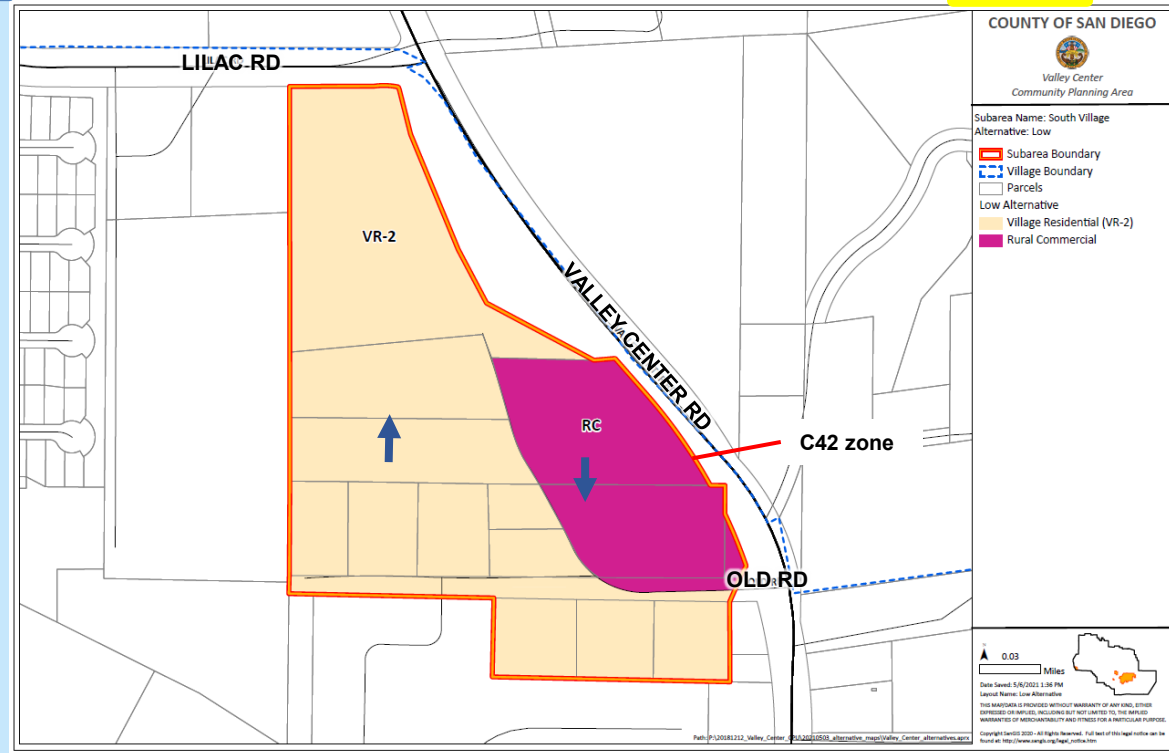 LILAC RD
VR-2
VALLEY CENTER RD
RC
C42 zone
OLD RD
COUNTY OF SAN DIEGO
Valley Center
Community Planning Area
Subarea Name: South Village
Alternative: Low
Subarea Boundary
Village Boundary
Parcels
Low Alternative
Village Residential (VR-2)
Rural Commercial
0.03
Miles
Date Saved: 5/6/2021 1:36 PM
Layout Name: Low Alternative
THIS MAP/DATA IS PROVIDED WITHOUT WARRANTY OF ANY KIND, EITHER
EXPRESSED OR IMPLIED, INCLUDING BUT NOT LIMITED TO, THE IMPLIED
WARRANTIES OF MERCHANTABILITY AND FITNESS FOR A PARTICULAR PURPOSE.
Copyright SanGIS 2020 - All Rights Reserved. Full text of this legal notice can be
found at: http://www.sangis.org/legal_notice.htm
Path: P:\20181212_Valley_Center_GPU\20210503_alternative_maps\Valley_Center_alternatives.aprx